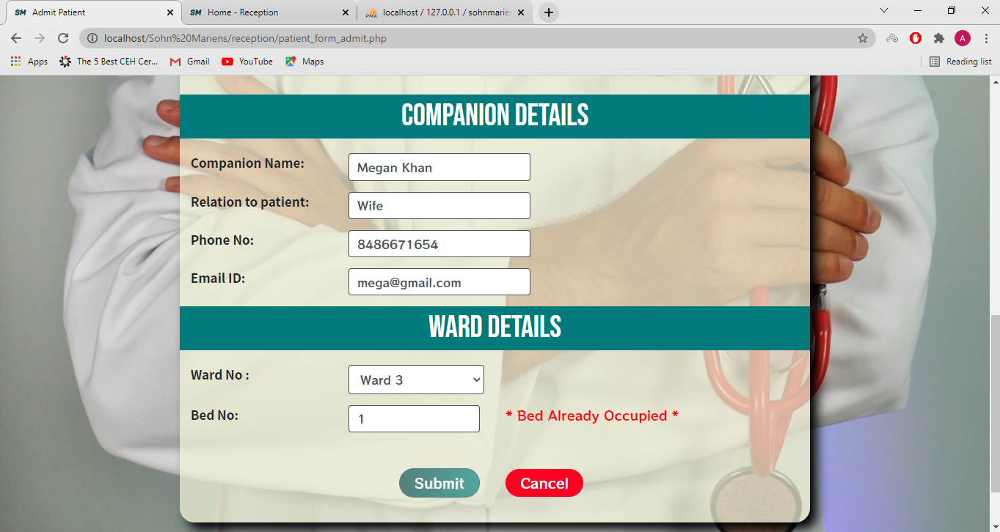 SM Admit Patient
SM Home - Reception
PMA localhost / 127.0.0.1 / sohnmarie
localhost/Sohn%20Mariens/reception/patient_form_admit.php
A
Apps
The 5 Best CEH Cer...
Gmail
YouTube
Maps
Reading list
COMPANION DETAILS
Companion Name: Megan Khan
Relation to patient: Wife
Phone No: 8486671654
Email ID: mega@gmail.com
WARD DETAILS
Ward No : Ward 3
Bed No: 1 * Bed Already Occupied *
Submit Cancel